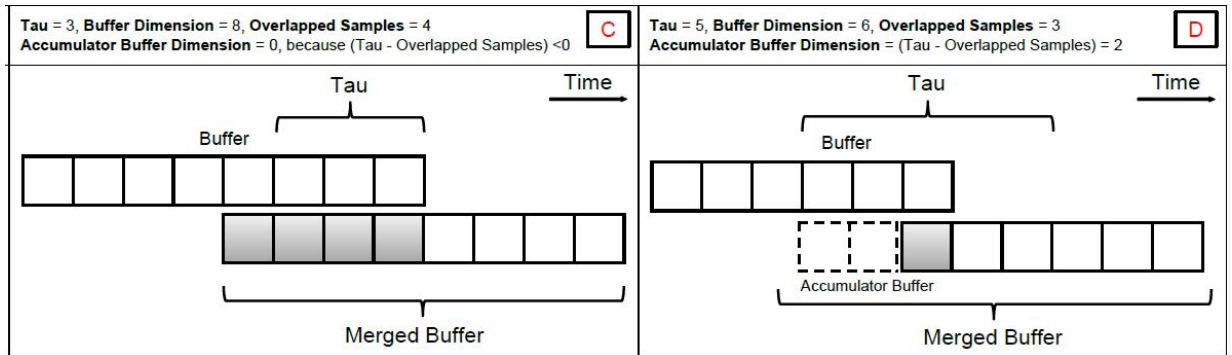 Tau = 3, Buffer Dimension = 8, Overlapped Samples = 4
Accumulator Buffer Dimension = 0, because (Tau - Overlapped Samples) <0
C
Tau
Time
Buffer
Merged Buffer
Tau = 5, Buffer Dimension = 6, Overlapped Samples = 3
Accumulator Buffer Dimension = (Tau - Overlapped Samples) = 2
D
Tau
Time
Buffer
Accumulator Buffer
Merged Buffer